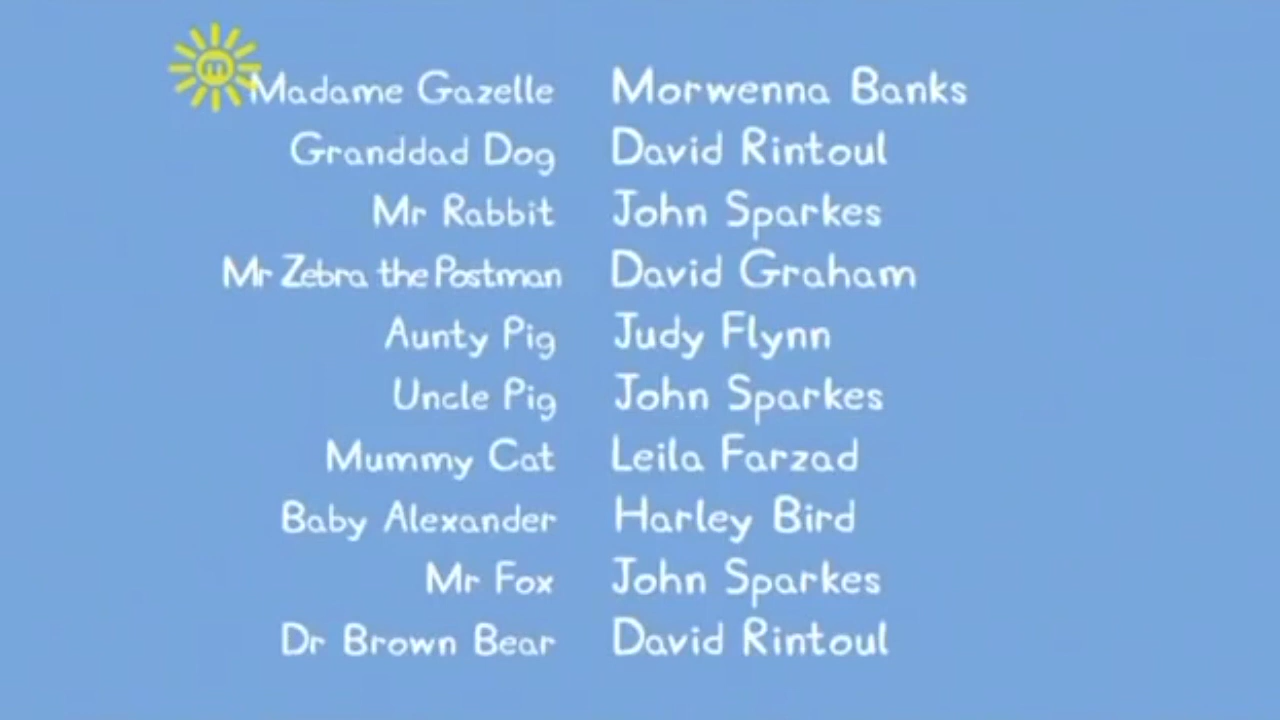 m
Madame Gazelle Morwenna Banks
Granddad Dog David Rintoul
Mr Rabbit John Sparkes
Mr Zebra the Postman David Graham
Aunty Pig Judy Flynn
Uncle Pig John Sparkes
Mummy Cat Leila Farzad
Baby Alexander Harley Bird
Mr Fox John Sparkes
Dr Brown Bear David Rintoul